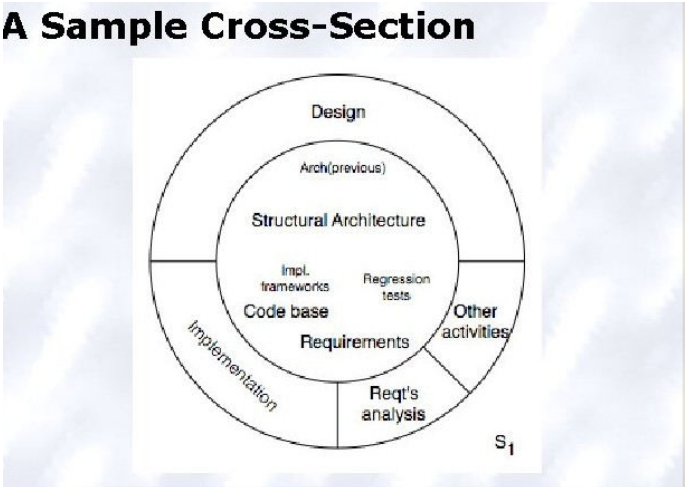 A Sample Cross-Section
Design
Arch(previous)
Structural Architecture
Impl.
frameworks
Regression
tests
Code base
Requirements
Other
activities
Implementation
Reqt's
analysis
S1